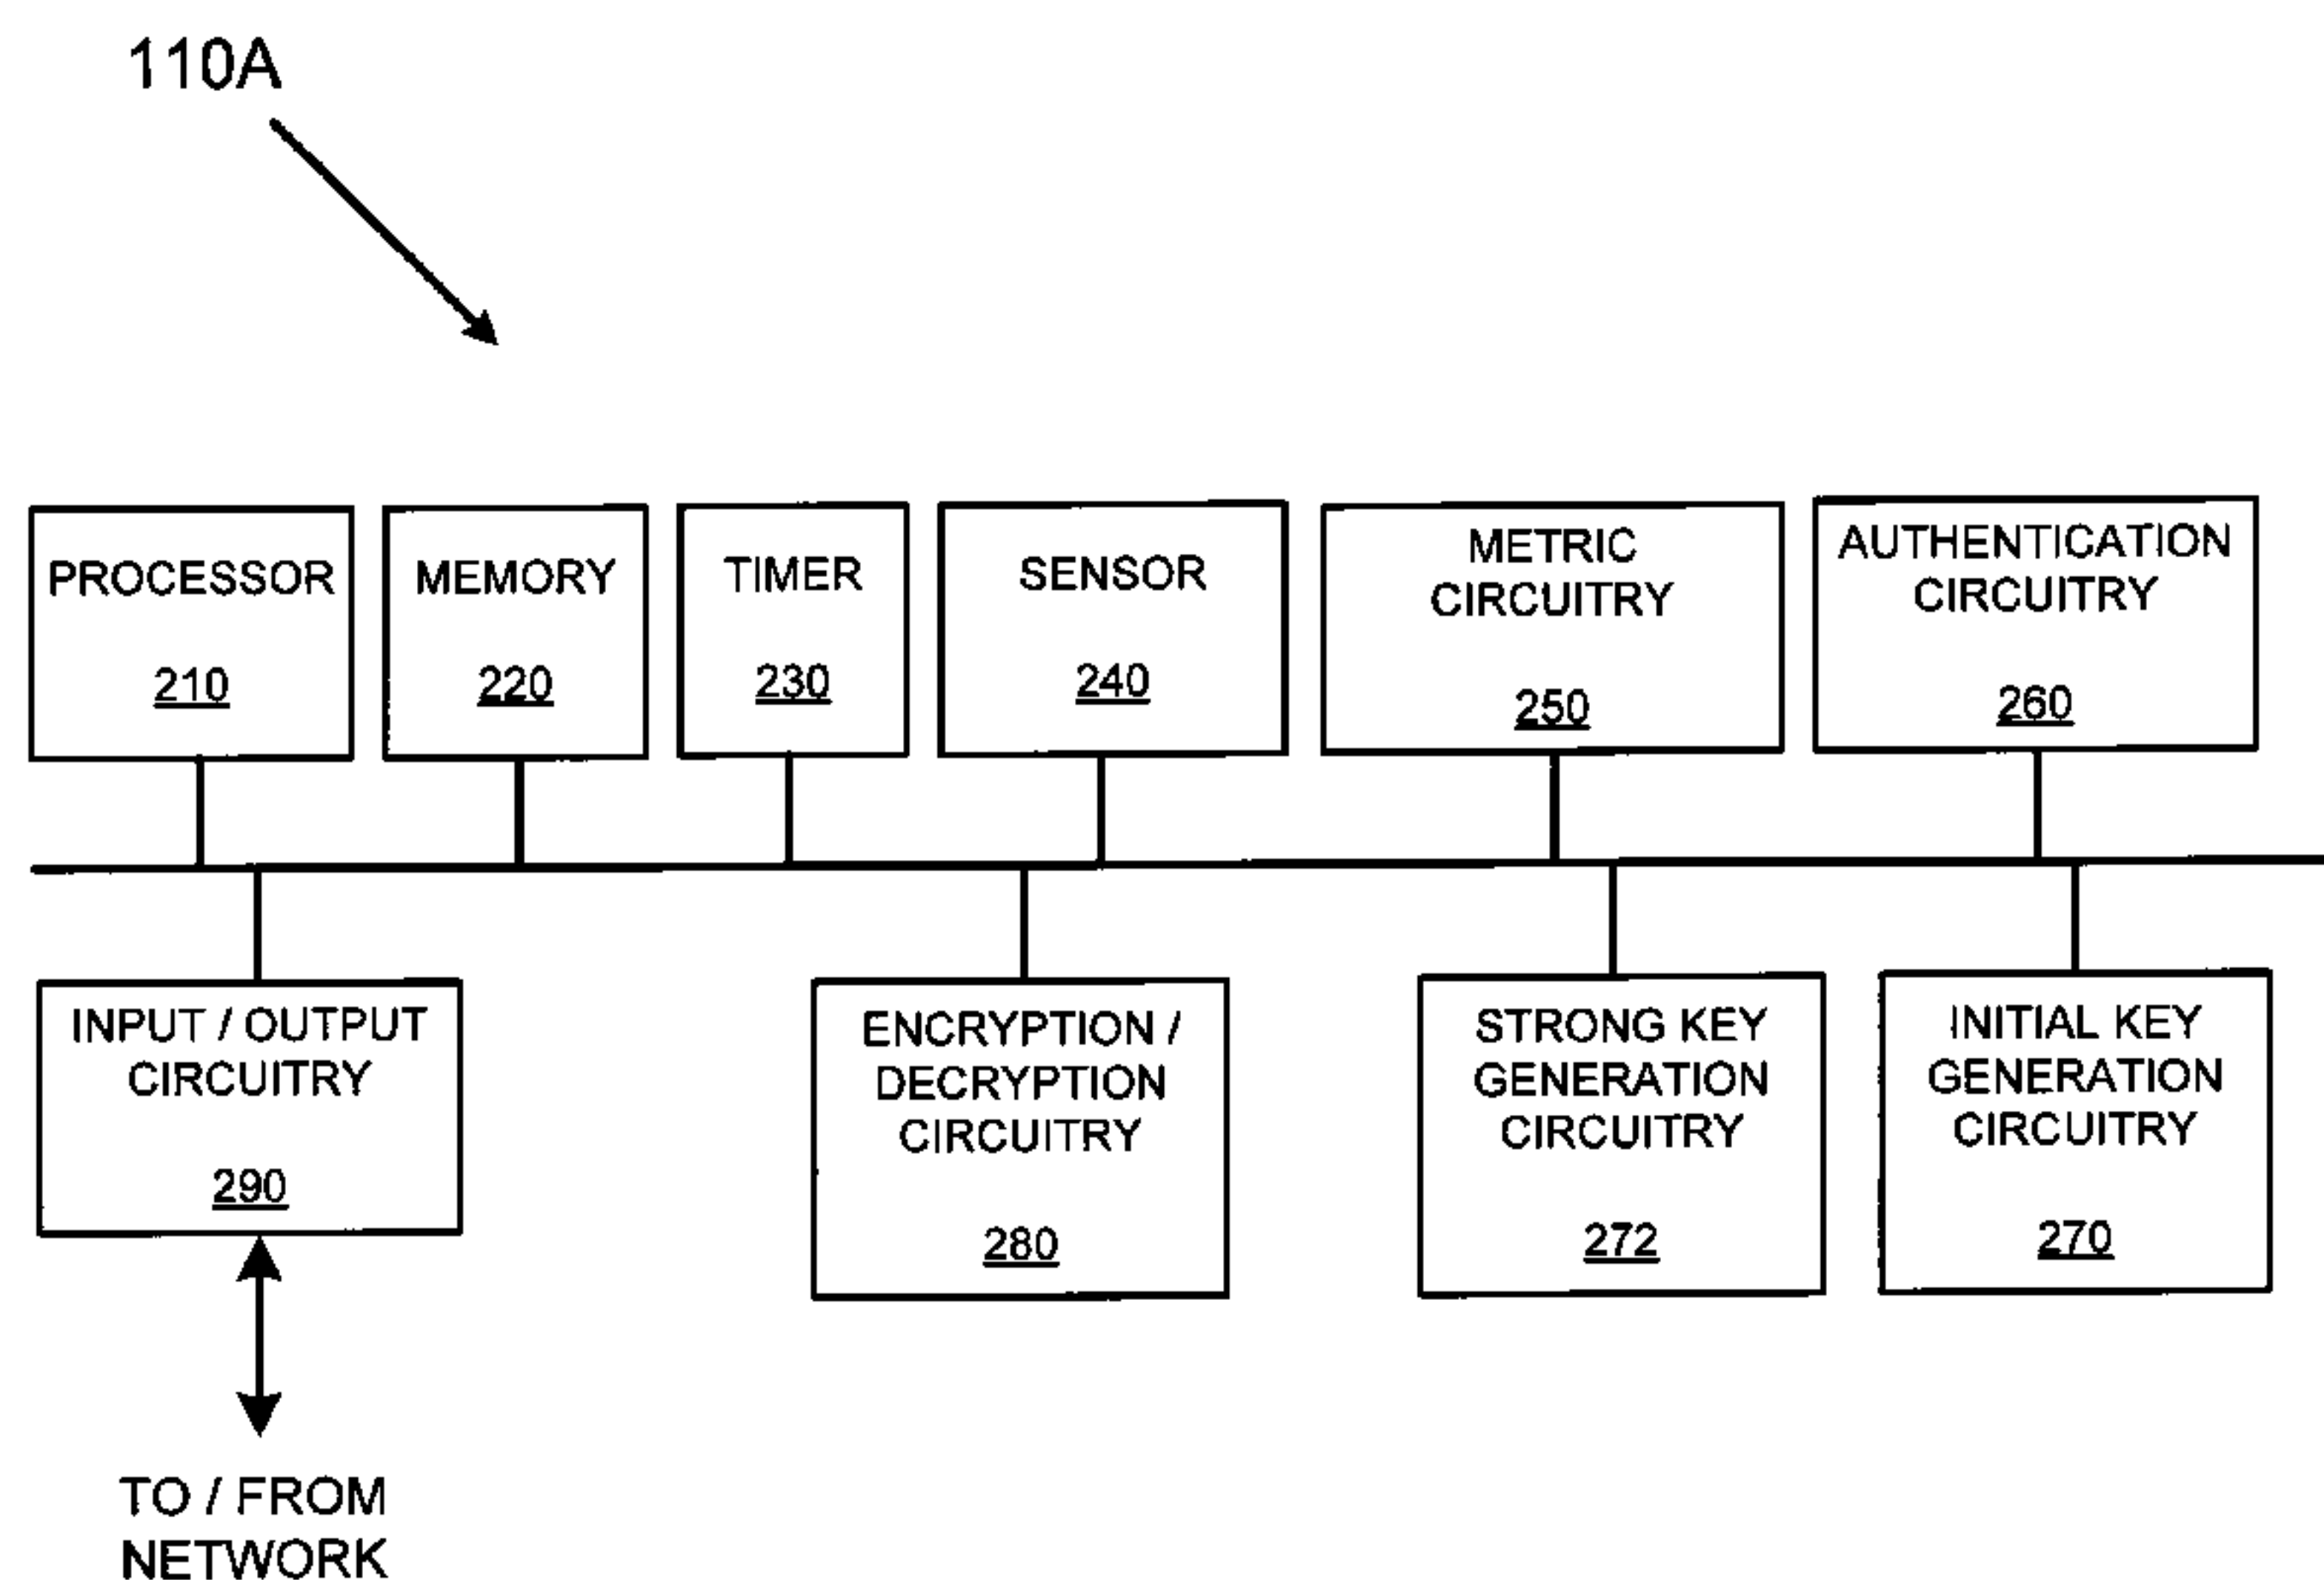 110A
PROCESSOR
210
MEMORY
220
TIMER
230
SENSOR
240
METRIC
CIRCUITRY
250
AUTHENTICATION
CIRCUITRY
260
INPUT / OUTPUT
CIRCUITRY
290
ENCRYPTION /
DECRYPTION
CIRCUITRY
280
STRONG KEY
GENERATION
CIRCUITRY
272
INITIAL KEY
GENERATION
CIRCUITRY
270
TO / FROM
NETWORK